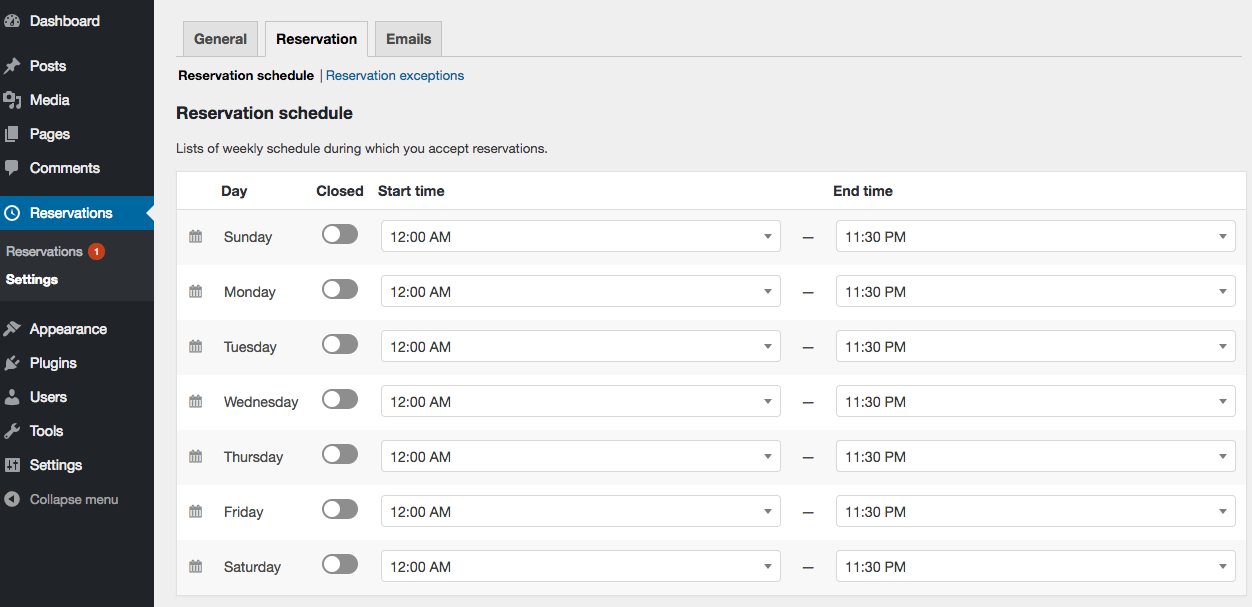 Dashboard
Posts
Media
Pages
Comments
Reservations
Reservations 1
Settings
Appearance
Plugins
Users
Tools
Settings
Collapse menu
General Reservation Emails
Reservation schedule | Reservation exceptions
Reservation schedule
Lists of weekly schedule during which you accept reservations.
Day Closed Start time End time
Sunday 12:00 AM — 11:30 PM
Monday 12:00 AM — 11:30 PM
Tuesday 12:00 AM — 11:30 PM
Wednesday 12:00 AM — 11:30 PM
Thursday 12:00 AM — 11:30 PM
Friday 12:00 AM — 11:30 PM
Saturday 12:00 AM — 11:30 PM